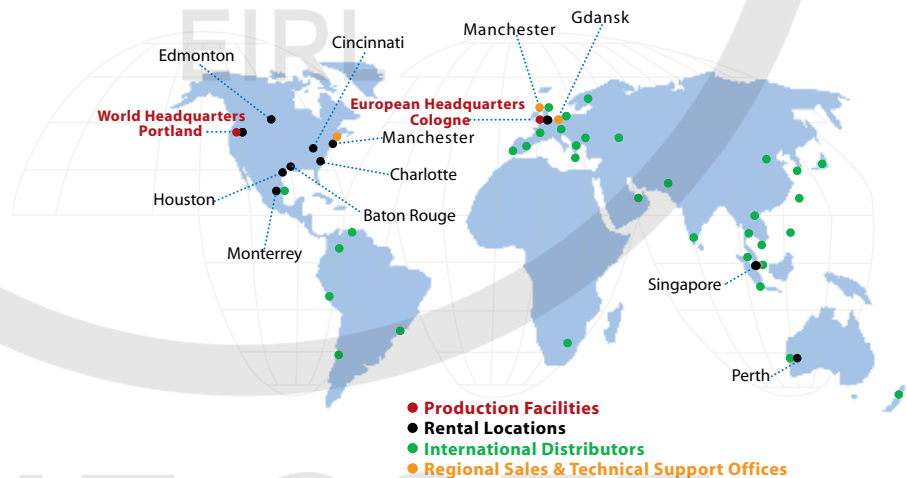 EIRL
Gdansk
Manchester
Cincinnati
Edmonton
European Headquarters
Cologne
World Headquarters
Portland
Manchester
Charlotte
Houston
Baton Rouge
Monterrey
Singapore
Perth
Production Facilities
Rental Locations
International Distributors
Regional Sales & Technical Support Offices